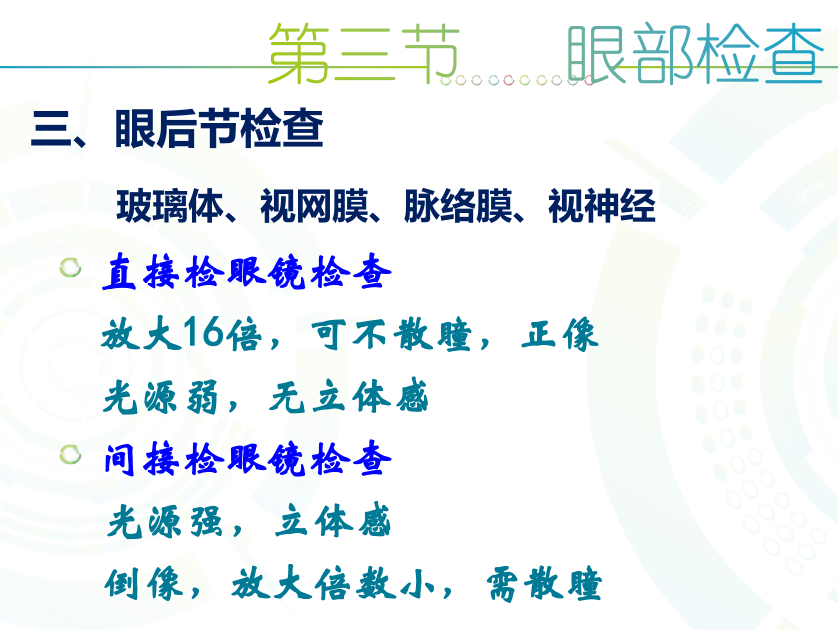 第三节 眼部检查
三、眼后节检查
玻璃体、视网膜、脉络膜、视神经
直接检眼镜检查
放大16倍，可不散瞳，正像
光源弱，无立体感
间接检眼镜检查
光源强，立体感
倒像，放大倍数小，需散瞳